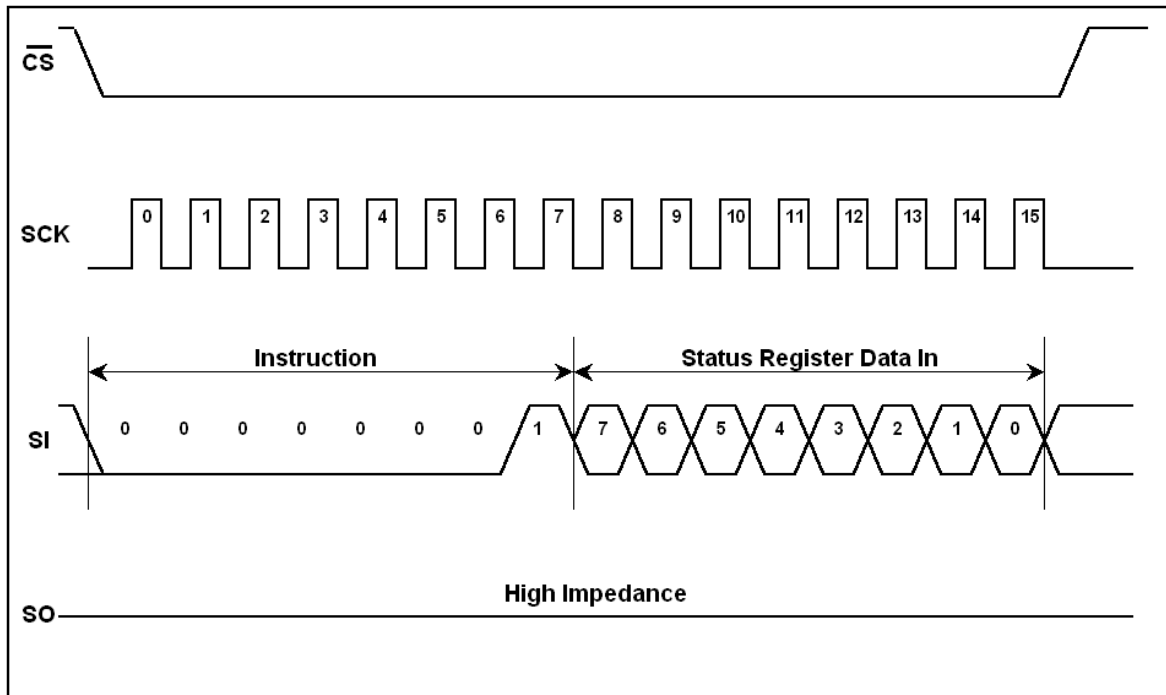 CS
0 1 2 3 4 5 6 7 8 9 10 11 12 13 14 15
SCK
Instruction
Status Register Data In
SI
0 0 0 0 0 0 0 1 7 6 5 4 3 2 1 0
High Impedance
SO